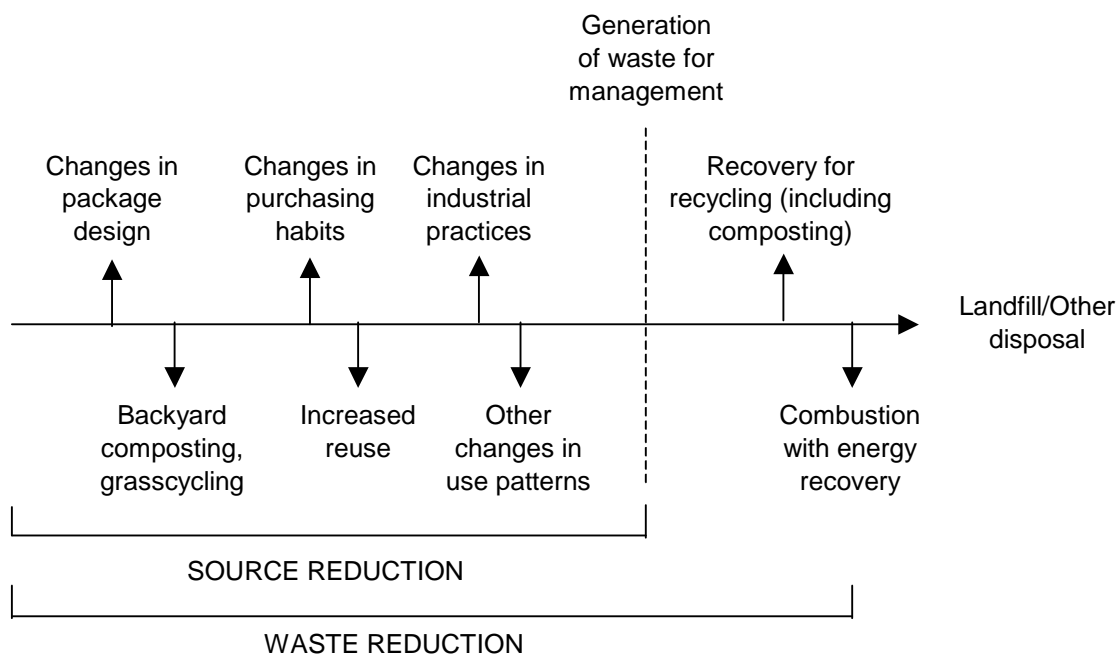 Generation
of waste for
management
Changes in
package
design
Changes in
purchasing
habits
Changes in
industrial
practices
Recovery for
recycling (including
composting)
Landfill/Other
disposal
Backyard
composting,
grasscycling
Increased
reuse
Other
changes in
use patterns
Combustion
with energy
recovery
SOURCE REDUCTION
WASTE REDUCTION